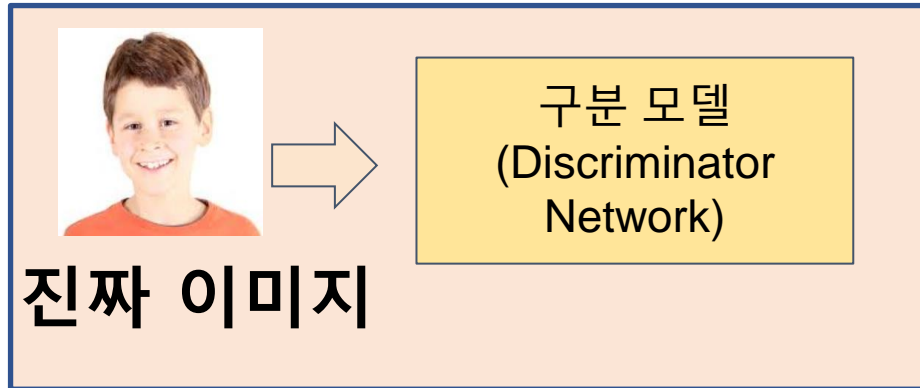 구분 모델
(Discriminator
Network)
진짜 이미지